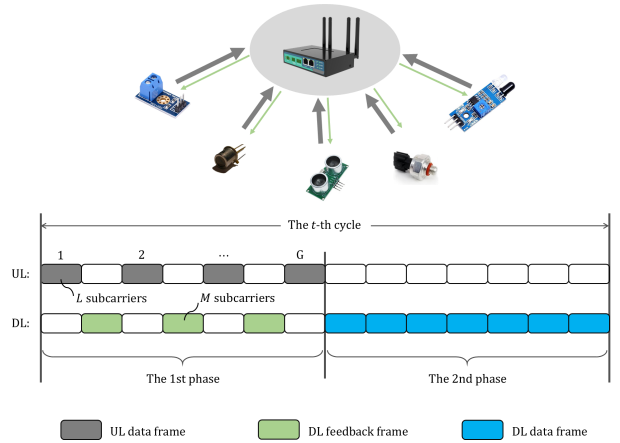 The t-th cycle
1 2 ... G
UL:
L subcarriers M subcarriers
DL:
The 1st phase The 2nd phase
UL data frame DL feedback frame DL data frame